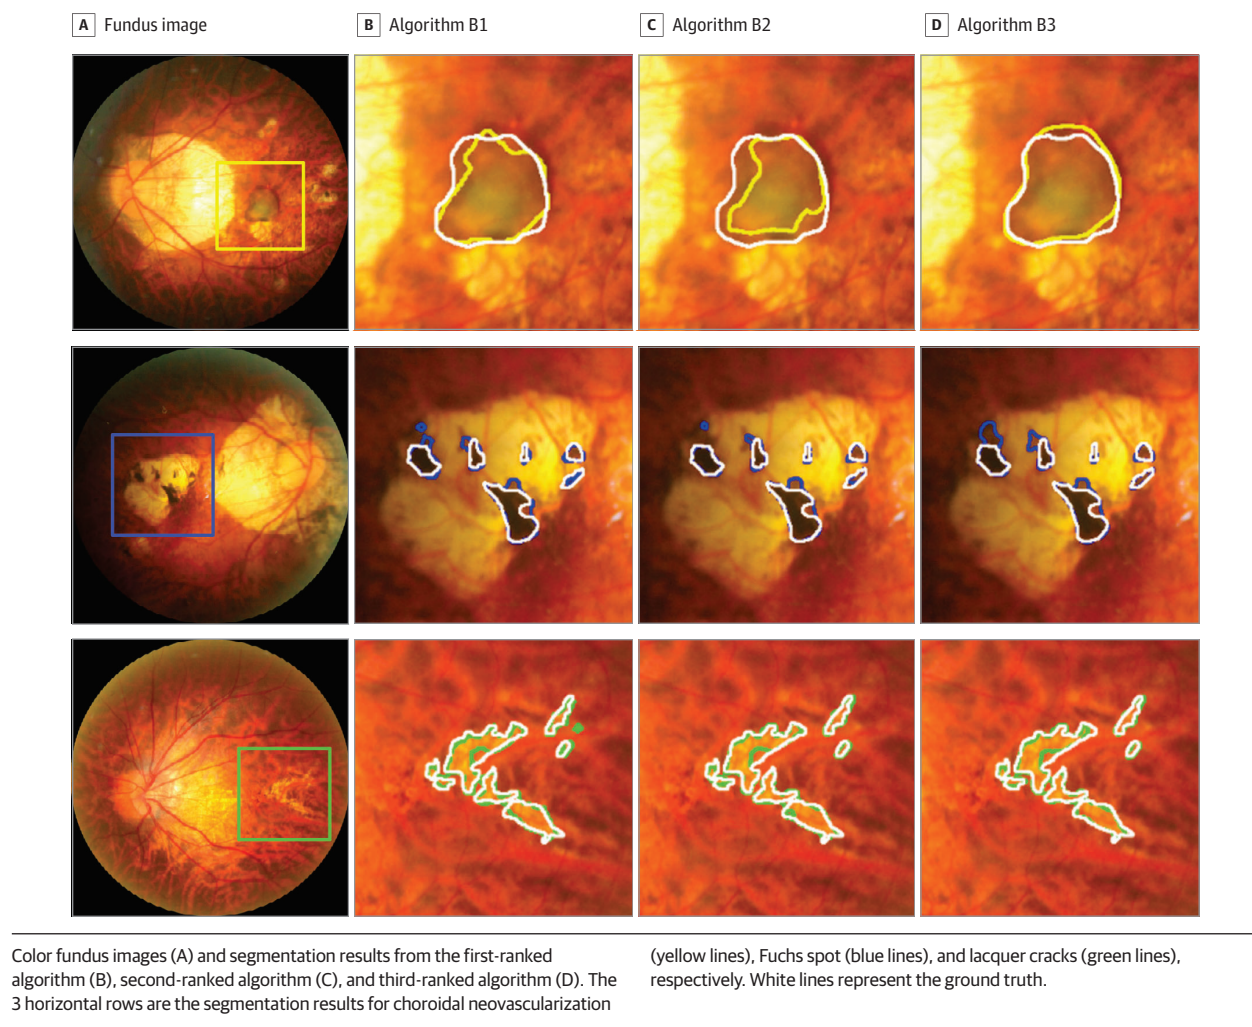 A Fundus image
B Algorithm B1
C Algorithm B2
D Algorithm B3
Color fundus images (A) and segmentation results from the first-ranked
algorithm (B), second-ranked algorithm (C), and third-ranked algorithm (D). The
3 horizontal rows are the segmentation results for choroidal neovascularization
(yellow lines), Fuchs spot (blue lines), and lacquer cracks (green lines),
respectively. White lines represent the ground truth.